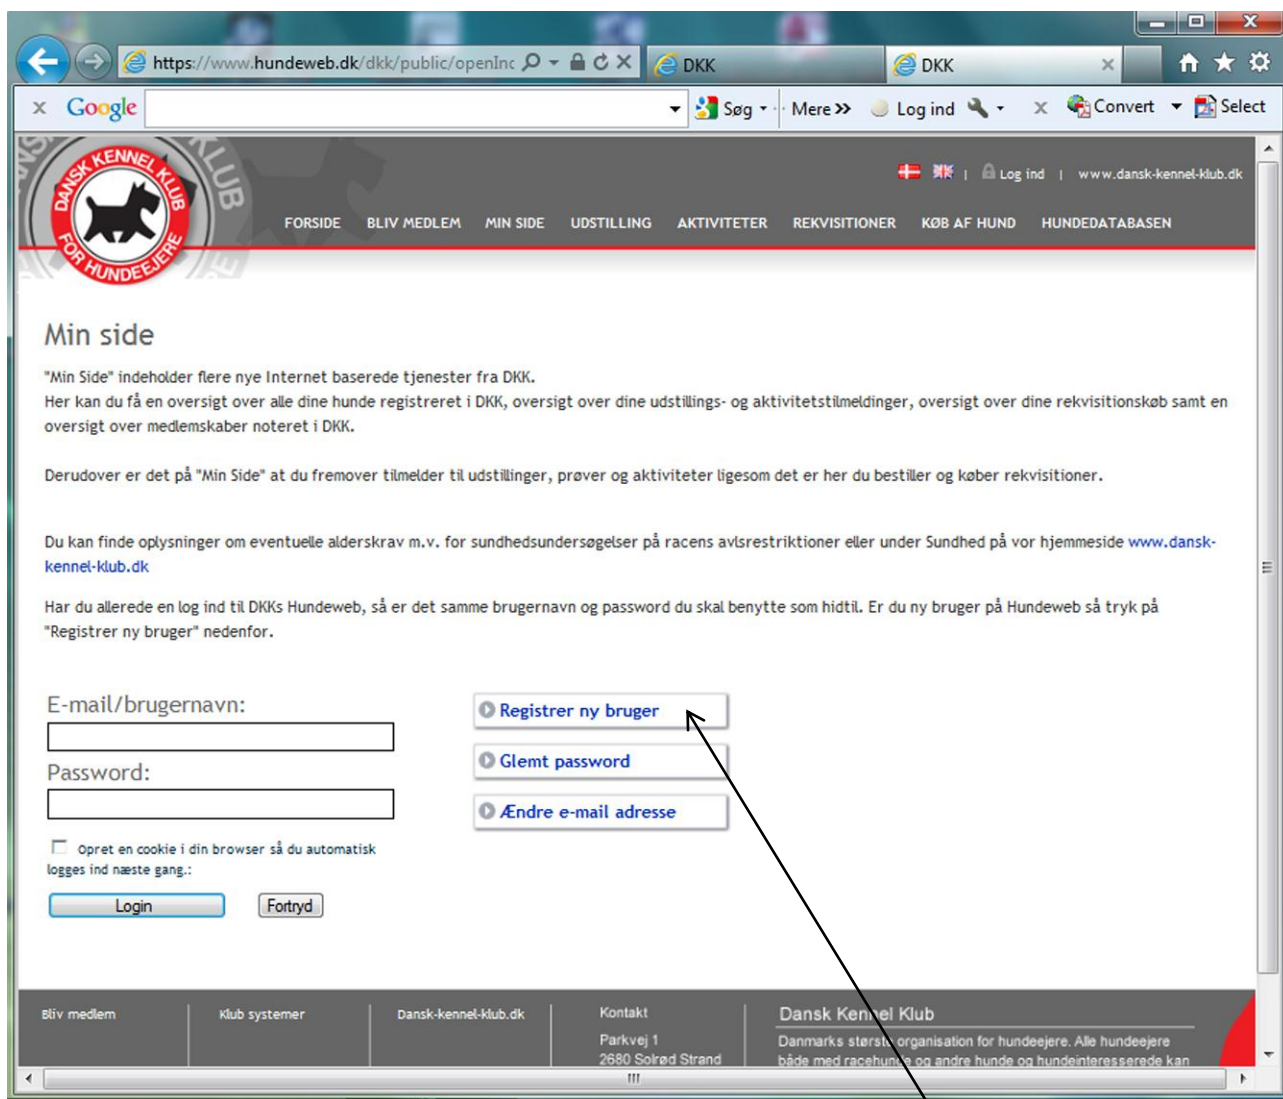 https://www.hundeweb.dk/dkk/public/openInc
DKK
DKK
Google
Søg
Mere >>
Log ind
Convert
Select
DANSK KENNEL KLUB
FOR HUNDEEJERE
KLUB
Log ind | www.dansk-kennel-klub.dk
FORSIDE BLIV MEDLEM MIN SIDE UDSTILLING AKTIVITETER REKVISITIONER KØB AF HUND HUNDEDATABASEN
Min side
"Min Side" indeholder flere nye Internet baserede tjenester fra DKK.
Her kan du få en oversigt over alle dine hunde registreret i DKK, oversigt over dine udstillings- og aktivitetstilmeldinger, oversigt over dine rekvisitionskøb samt en
oversigt over medlemskaber noteret i DKK.
Derudover er det på "Min Side" at du fremover tilmelder til udstillinger, prøver og aktiviteter ligesom det er her du bestiller og køber rekvisitioner.
Du kan finde oplysninger om eventuelle alderskrav m.v. for sundhedsundersøgelser på racens avlsrestriktioner eller under Sundhed på vor hjemmeside www.dansk-
kennel-klub.dk
Har du allerede en log ind til DKKs Hundeweb, så er det samme brugernavn og password du skal benytte som hidtil. Er du ny bruger på Hundeweb så tryk på
"Registrer ny bruger" nedenfor.
E-mail/brugernavn:
Registrer ny bruger
Glemt password
Password:
Ændre e-mail adresse
Opret en cookie i din browser så du automatisk
logges ind næste gang.:
Login
Fortryd
Bliv medlem
Klub systemer
Dansk-kennel-klub.dk
Kontakt
Parkvej 1
2680 Solrød Strand
Dansk Kennel Klub
Danmarks største organisation for hundeejere. Alle hundeejere
både med racehunde og andre hunde og hundeinteresserede kan